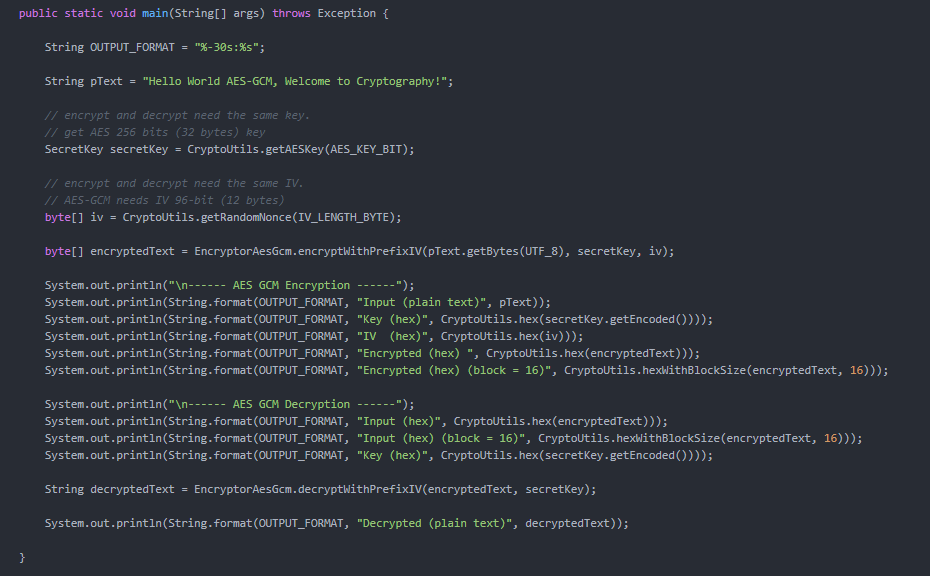 public static void main(String[] args) throws Exception {
String OUTPUT_FORMAT = "%-30s:%s";
String pText = "Hello World AES-GCM, Welcome to Cryptography!";
// encrypt and decrypt need the same key.
// get AES 256 bits (32 bytes) key
SecretKey secretKey = CryptoUtils.getAESKey(AES_KEY_BIT);
// encrypt and decrypt need the same IV.
// AES-GCM needs IV 96-bit (12 bytes)
byte[] iv = CryptoUtils.getRandomNonce(IV_LENGTH_BYTE);
byte[] encryptedText = EncryptorAesGcm.encryptWithPrefixIV(pText.getBytes(UTF_8), secretKey, iv);
System.out.println("\n------ AES GCM Encryption ------");
System.out.println(String.format(OUTPUT_FORMAT, "Input (plain text)", pText));
System.out.println(String.format(OUTPUT_FORMAT, "Key (hex)", CryptoUtils.hex(secretKey.getEncoded())));
System.out.println(String.format(OUTPUT_FORMAT, "IV  (hex)", CryptoUtils.hex(iv)));
System.out.println(String.format(OUTPUT_FORMAT, "Encrypted (hex) ", CryptoUtils.hex(encryptedText)));
System.out.println(String.format(OUTPUT_FORMAT, "Encrypted (hex) (block = 16)", CryptoUtils.hexWithBlockSize(encryptedText, 16)));
System.out.println("\n------ AES GCM Decryption ------");
System.out.println(String.format(OUTPUT_FORMAT, "Input (hex)", CryptoUtils.hex(encryptedText)));
System.out.println(String.format(OUTPUT_FORMAT, "Input (hex) (block = 16)", CryptoUtils.hexWithBlockSize(encryptedText, 16)));
System.out.println(String.format(OUTPUT_FORMAT, "Key (hex)", CryptoUtils.hex(secretKey.getEncoded())));
String decryptedText = EncryptorAesGcm.decryptWithPrefixIV(encryptedText, secretKey);
System.out.println(String.format(OUTPUT_FORMAT, "Decrypted (plain text)", decryptedText));
}